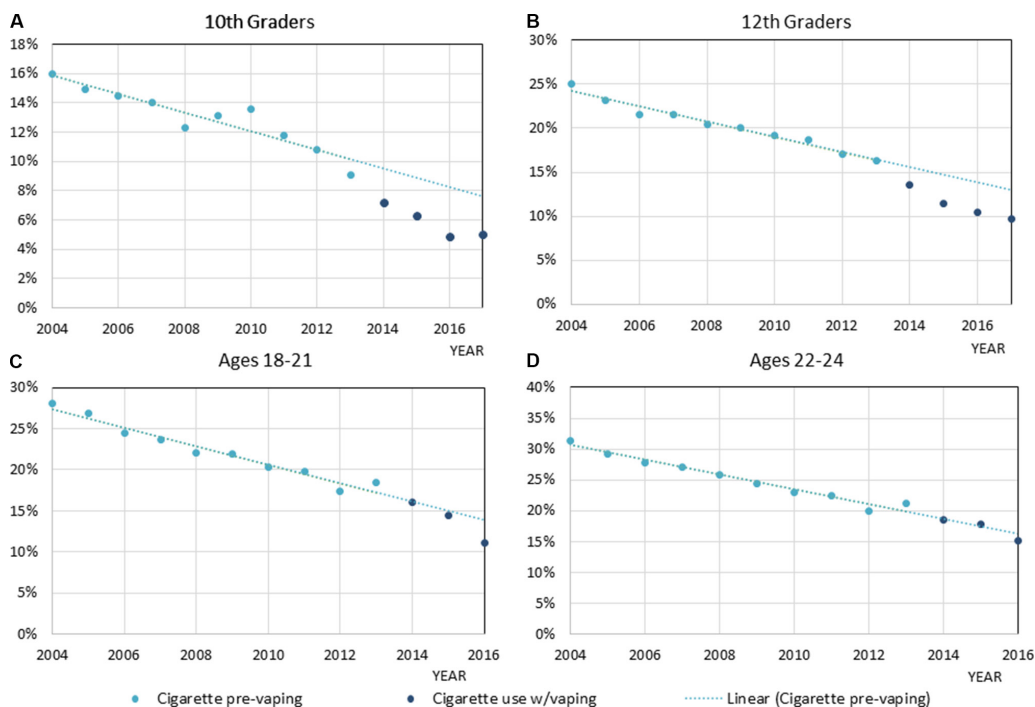 A
10th Graders
18%
16%
14%
12%
10%
8%
6%
4%
2%
0%
2004 2006 2008 2010 2012 2014 2016
YEAR
B
12th Graders
30%
25%
20%
15%
10%
5%
0%
2004 2006 2008 2010 2012 2014 2016
YEAR
C
Ages 18-21
30%
25%
20%
15%
10%
5%
0%
2004 2006 2008 2010 2012 2014 2016
YEAR
D
Ages 22-24
40%
35%
30%
25%
20%
15%
10%
5%
0%
2004 2006 2008 2010 2012 2014 2016
YEAR
Cigarette pre-vaping Cigarette use w/vaping Linear (Cigarette pre-vaping)